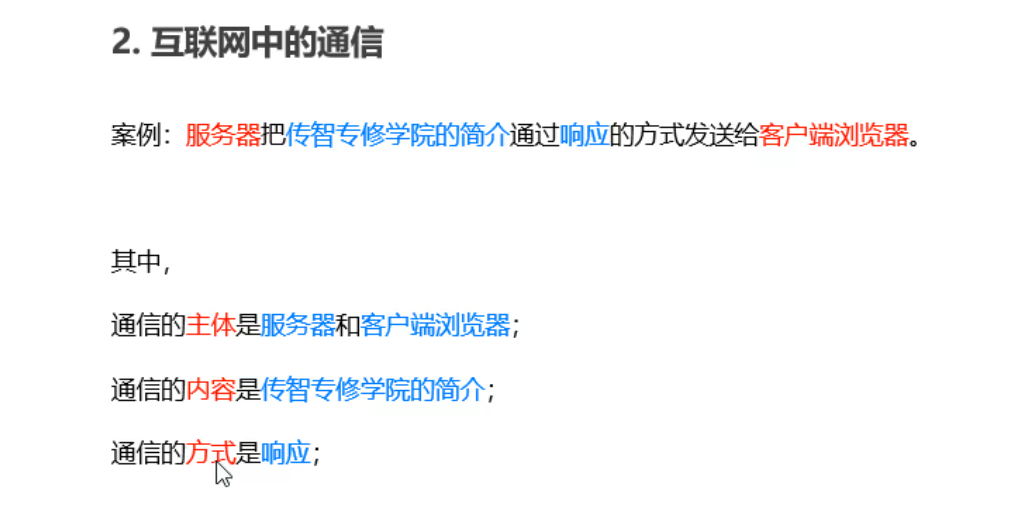 2. 互联网中的通信
案例：服务器把传智专修学院的简介通过响应的方式发送给客户端浏览器。
其中，
通信的主体是服务器和客户端浏览器；
通信的内容是传智专修学院的简介；
通信的方式是响应；